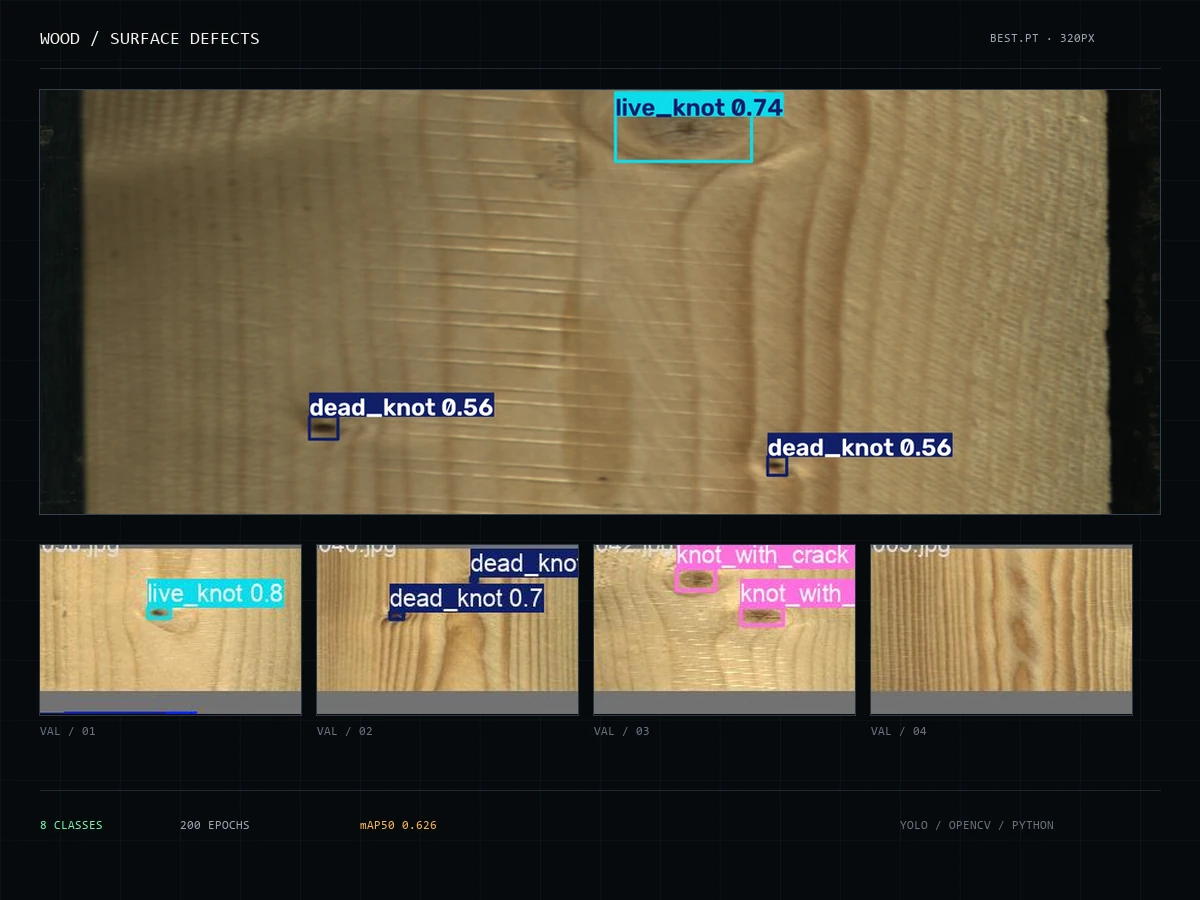 WOOD / SURFACE DEFECTS
BEST.PT · 320PX
live_knot 0.74
dead_knot 0.56
dead_knot 0.56
live_knot 0.8
dead_kno
dead_knot 0.7
knot_with_crack
knot_with_
VAL / 01
VAL / 02
VAL / 03
VAL / 04
8 CLASSES
200 EPOCHS
mAP50 0.626
YOLO / OPENCV / PYTHON